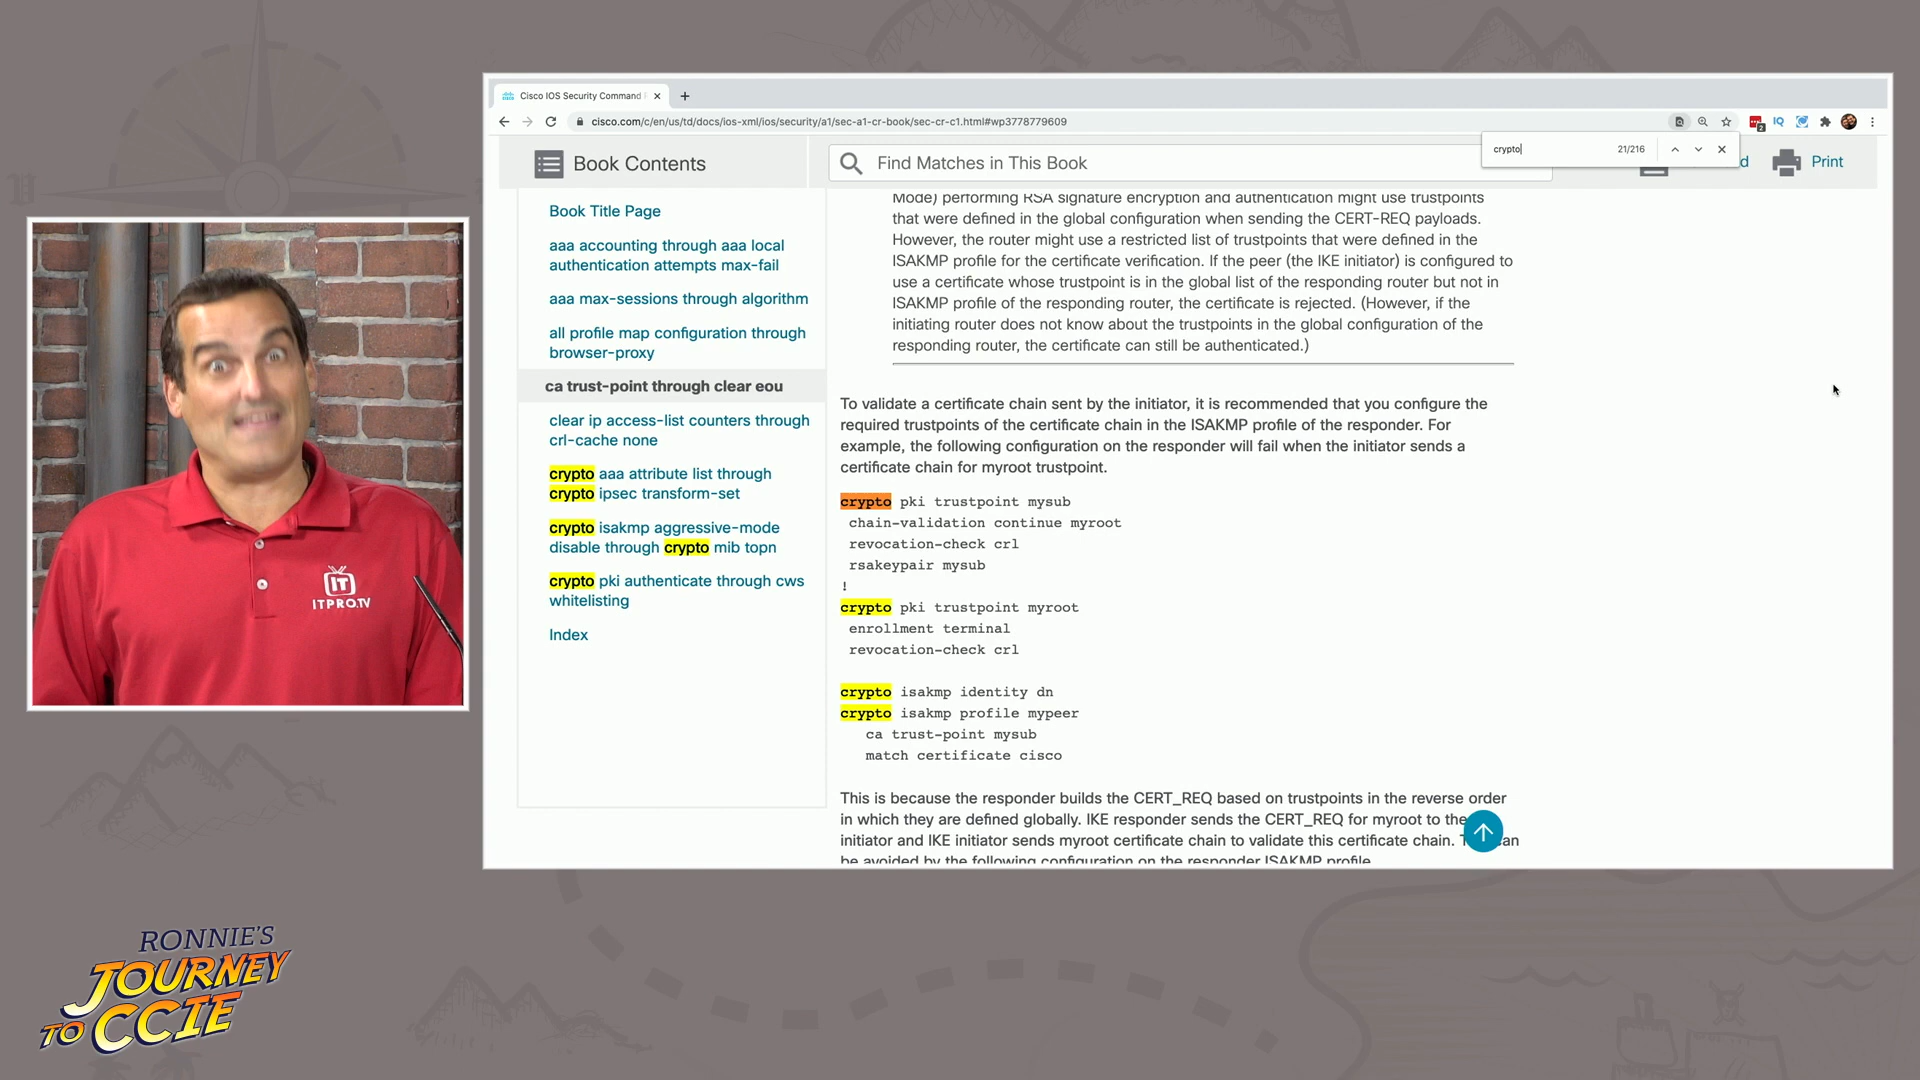 Cisco IOS Security Command
cisco.com/c/en/us/td/docs/ios-xml/ios/security/a1/sec-a1-cr-book/sec-cr-c1.html#wp3778779609
2
IQ
crypto
21/216
Book Contents
Find Matches in This Book
d
Print
Book Title Page
aaa accounting through aaa local
authentication attempts max-fail
aaa max-sessions through algorithm
all profile map configuration through
browser-proxy
ca trust-point through clear eou
clear ip access-list counters through
crl-cache none
crypto aaa attribute list through
crypto ipsec transform-set
crypto isakmp aggressive-mode
disable through crypto mib topn
crypto pki authenticate through cws
whitelisting
Index
Mode) performing RSA signature encryption and authentication might use trustpoints
that were defined in the global configuration when sending the CERT-REQ payloads.
However, the router might use a restricted list of trustpoints that were defined in the
ISAKMP profile for the certificate verification. If the peer (the IKE initiator) is configured to
use a certificate whose trustpoint is in the global list of the responding router but not in
ISAKMP profile of the responding router, the certificate is rejected. (However, if the
initiating router does not know about the trustpoints in the global configuration of the
responding router, the certificate can still be authenticated.)
To validate a certificate chain sent by the initiator, it is recommended that you configure the
required trustpoints of the certificate chain in the ISAKMP profile of the responder. For
example, the following configuration on the responder will fail when the initiator sends a
certificate chain for myroot trustpoint.
crypto pki trustpoint mysub
chain-validation continue myroot
revocation-check crl
rsakeypair mysub
!
crypto pki trustpoint myroot
enrollment terminal
revocation-check crl
crypto isakmp identity dn
crypto isakmp profile mypeer
ca trust-point mysub
match certificate cisco
This is because the responder builds the CERT_REQ based on trustpoints in the reverse order
in which they are defined globally. IKE responder sends the CERT_REQ for myroot to the
initiator and IKE initiator sends myroot certificate chain to validate this certificate chain. an
be avoided by the following configuration on the responder ISAKMP profile.
IT
ITPRO.TV
RONNIE'S
JOURNEY
TO CCIE